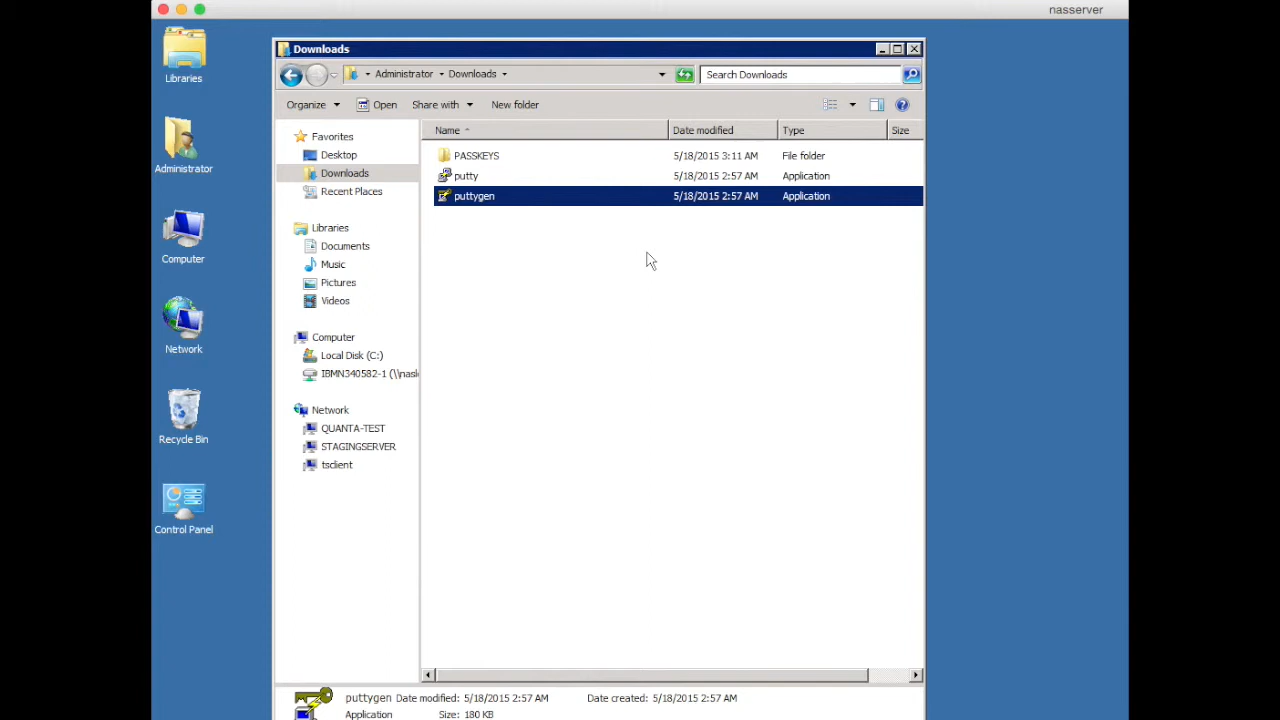 nasserver
Libraries
Administrator
Computer
Network
Recycle Bin
Control Panel
Downloads
Administrator Downloads
Search Downloads
Organize Open Share with New folder
Favorites
Desktop
Downloads
Recent Places
Libraries
Documents
Music
Pictures
Videos
Computer
Local Disk (C:)
IBMN340582-1 (\\naslo
Network
QUANTA-TEST
STAGINGSERVER
tsclient
Name Date modified Type Size
PASSKEYS 5/18/2015 3:11 AM File folder
putty 5/18/2015 2:57 AM Application
puttygen 5/18/2015 2:57 AM Application
puttygen Date modified: 5/18/2015 2:57 AM Date created: 5/18/2015 2:57 AM
Application Size: 180 KB